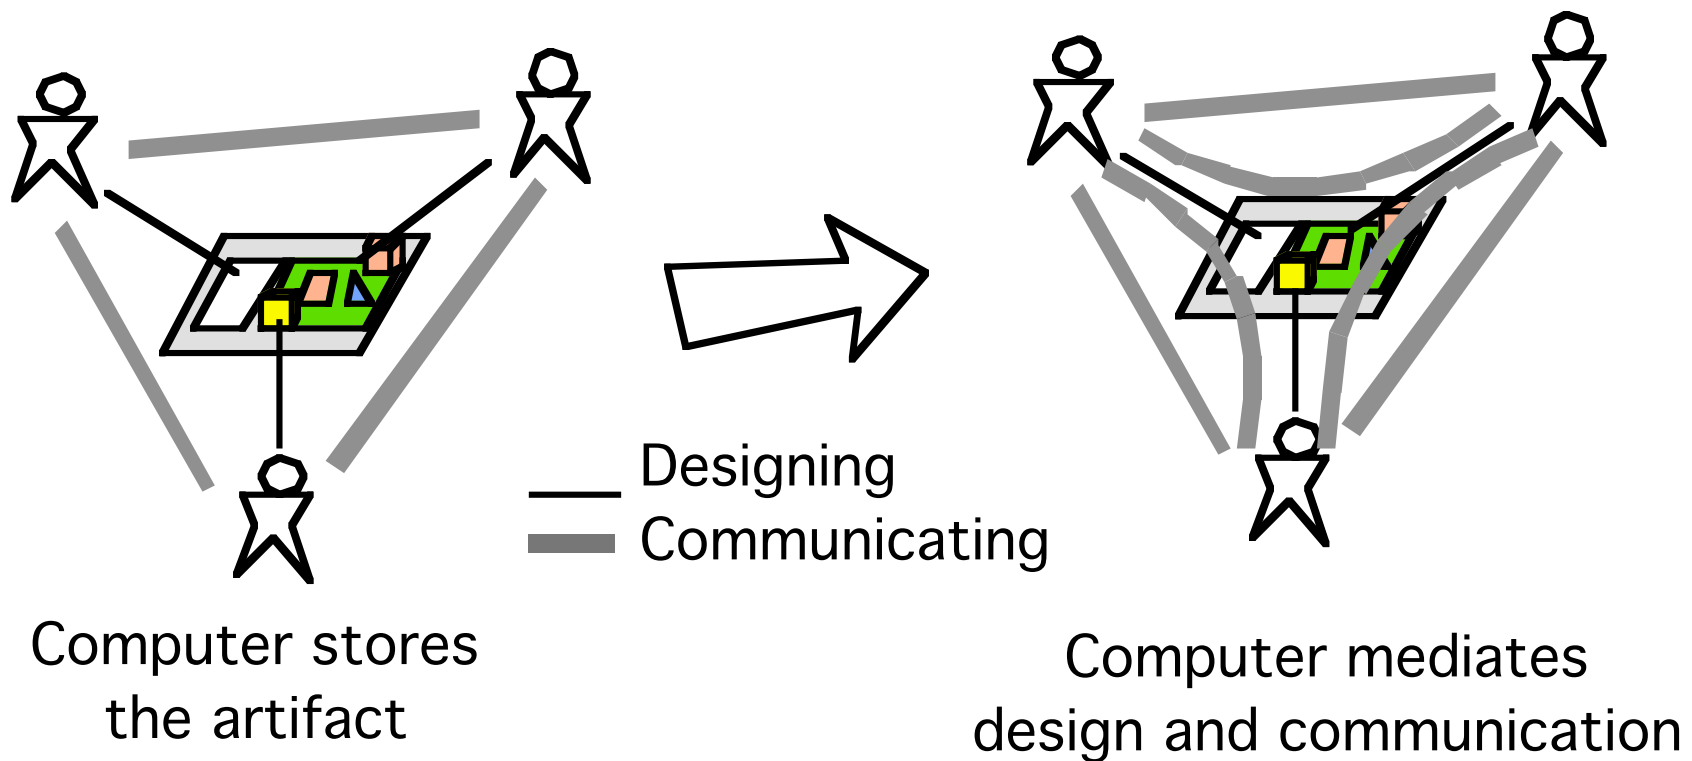 Designing
Communicating
Computer stores
the artifact
Computer mediates
design and communication